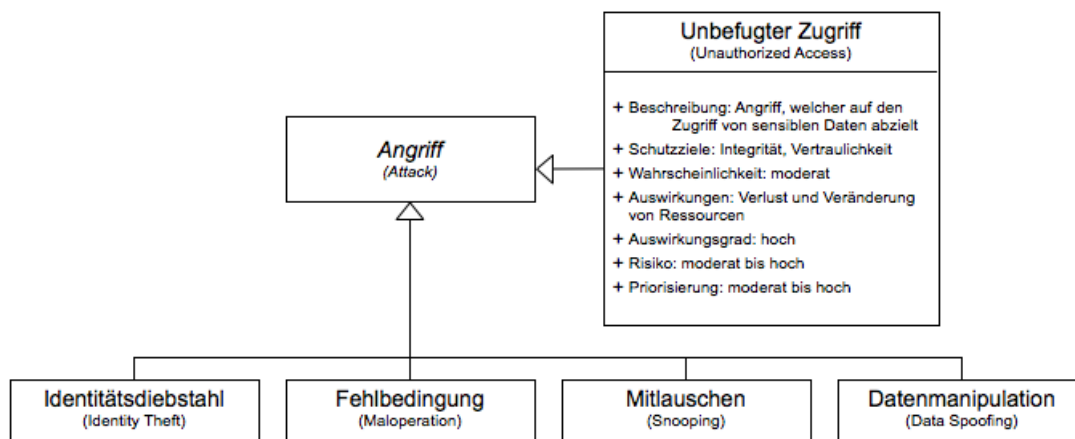 Unbefugter Zugriff
(Unauthorized Access)
+ Beschreibung: Angriff, welcher auf den
Zugriff von sensiblen Daten abzielt
+ Schutzziele: Integrität, Vertraulichkeit
+ Wahrscheinlichkeit: moderat
+ Auswirkungen: Verlust und Veränderung
von Ressourcen
+ Auswirkungsgrad: hoch
+ Risiko: moderat bis hoch
+ Priorisierung: moderat bis hoch
Angriff
(Attack)
Identitätsdiebstahl
(Identity Theft)
Fehlbedingung
(Maloperation)
Mitlauschen
(Snooping)
Datenmanipulation
(Data Spoofing)